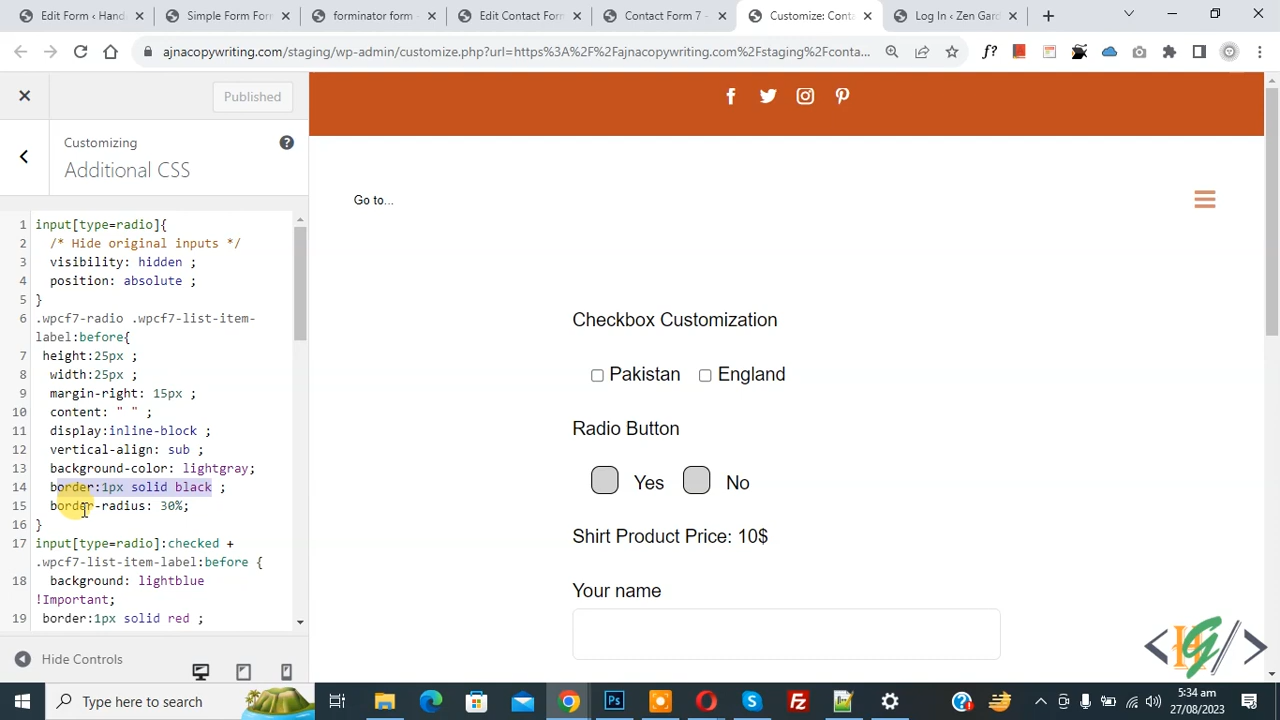 Edit Form ‹ Hand
Simple Form For
forminator form -
Edit Contact For
Contact Form 7 -
Customize: Cont
Log In ‹ Zen Gard
ajnacopywriting.com/staging/wp-admin/customize.php?url=https%3A%2F%2Fajnacopywriting.com%2Fstaging%2Fconta...
f?
Published
Customizing
Additional CSS
1 input[type=radio]{
2 /* Hide original inputs */
3 visibility: hidden ;
4 position: absolute ;
5 }
6 .wpcf7-radio .wpcf7-list-item-
label:before{
7 height:25px ;
8 width:25px ;
9 margin-right: 15px ;
10 content: " " ;
11 display:inline-block ;
12 vertical-align: sub ;
13 background-color: lightgray;
14 border:1px solid black ;
15 border-radius: 30%;
16 }
17 input[type=radio]:checked +
.wpcf7-list-item-label:before {
18 background: lightblue
!Important;
19 border:1px solid red ;
Hide Controls
Go to...
Checkbox Customization
Pakistan England
Radio Button
Yes No
Shirt Product Price: 10$
Your name
Type here to search
5:34 am
27/08/2023